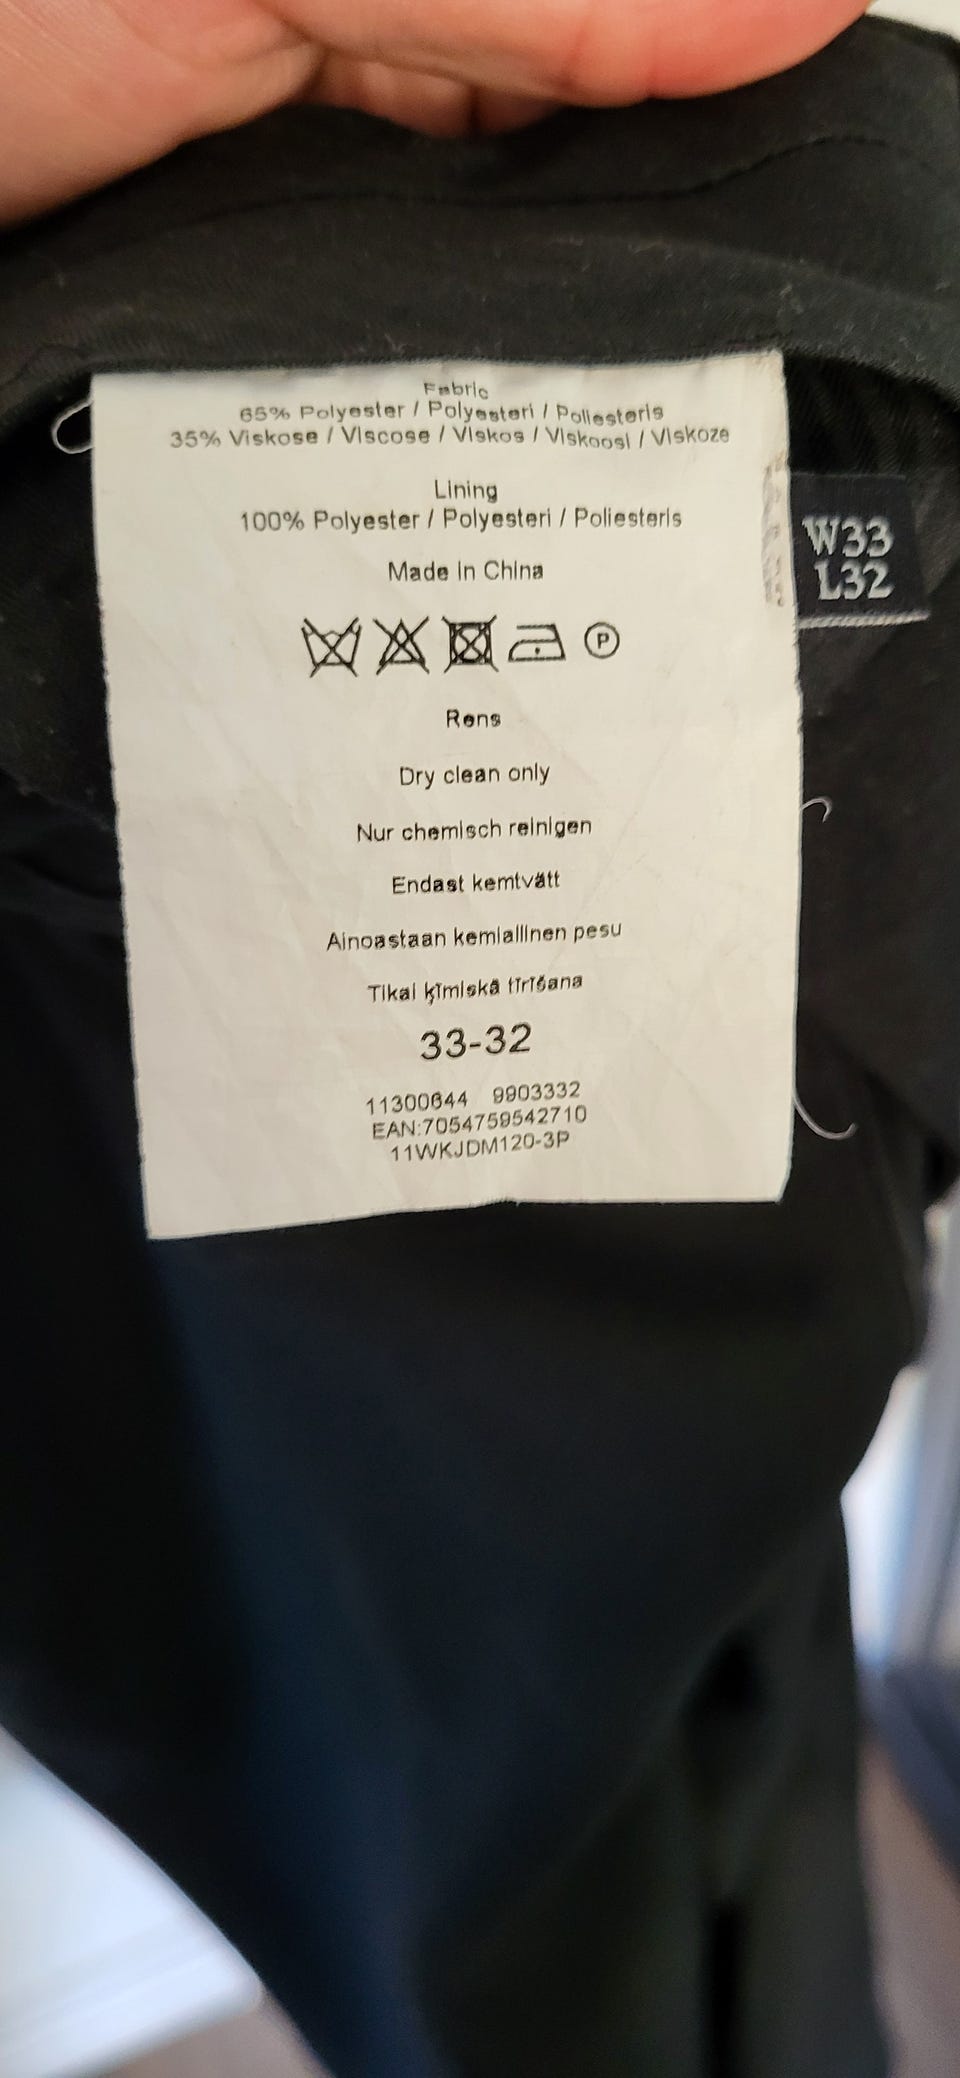 Fabric
65% Polyester / Polyesteri / Poliesteris
35% Viskose / Viscose / Viskos / Viskoosi / Viskoze
Lining
100% Polyester / Polyesteri / Poliesteris
Made in China
W33
L32
P
Rens
Dry clean only
Nur chemisch reinigen
Endast kemtvätt
Ainoastaan kemiallinen pesu
Tikai ķīmiskā tīrīšana
33-32
11300644 9903332
EAN:7054759542710
11WKJDM120-3P